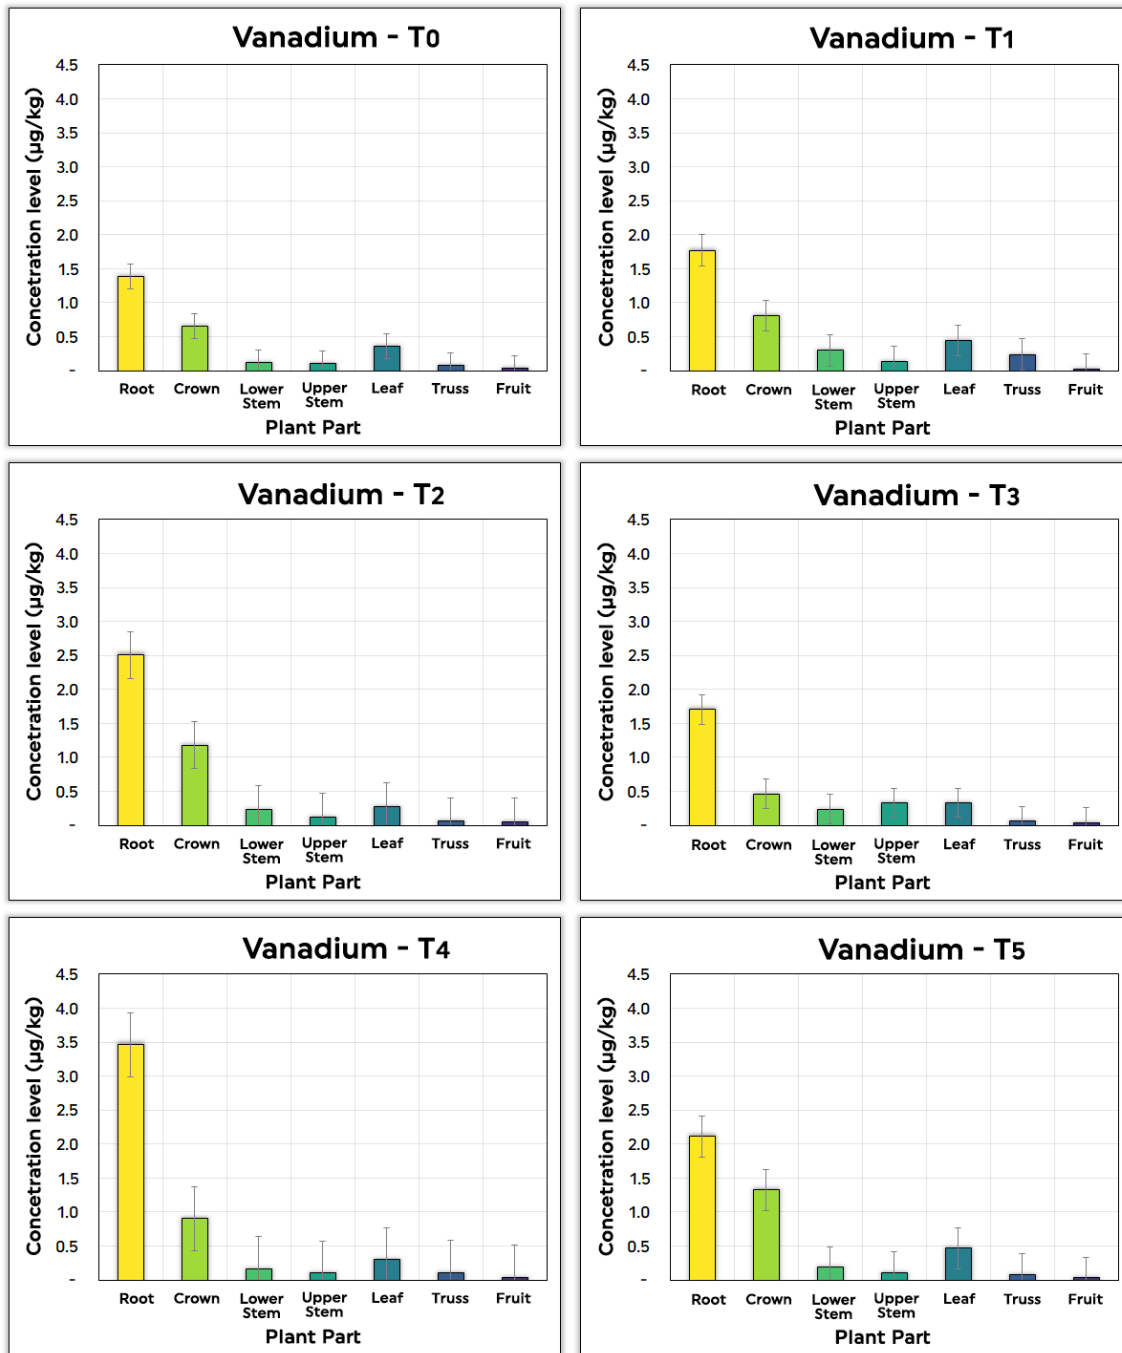 Vanadium - T0
Concetration level (µg/kg)
4.5
4.0
3.5
3.0
2.5
2.0
1.5
1.0
0.5
-
Root Crown Lower Stem Upper Stem Leaf Truss Fruit
Plant Part
Vanadium - T1
Concetration level (µg/kg)
4.5
4.0
3.5
3.0
2.5
2.0
1.5
1.0
0.5
-
Root Crown Lower Stem Upper Stem Leaf Truss Fruit
Plant Part
Vanadium - T2
Concetration level (µg/kg)
4.5
4.0
3.5
3.0
2.5
2.0
1.5
1.0
0.5
-
Root Crown Lower Stem Upper Stem Leaf Truss Fruit
Plant Part
Vanadium - T3
Concetration level (µg/kg)
4.5
4.0
3.5
3.0
2.5
2.0
1.5
1.0
0.5
-
Root Crown Lower Stem Upper Stem Leaf Truss Fruit
Plant Part
Vanadium - T4
Concetration level (µg/kg)
4.5
4.0
3.5
3.0
2.5
2.0
1.5
1.0
0.5
-
Root Crown Lower Stem Upper Stem Leaf Truss Fruit
Plant Part
Vanadium - T5
Concetration level (µg/kg)
4.5
4.0
3.5
3.0
2.5
2.0
1.5
1.0
0.5
-
Root Crown Lower Stem Upper Stem Leaf Truss Fruit
Plant Part